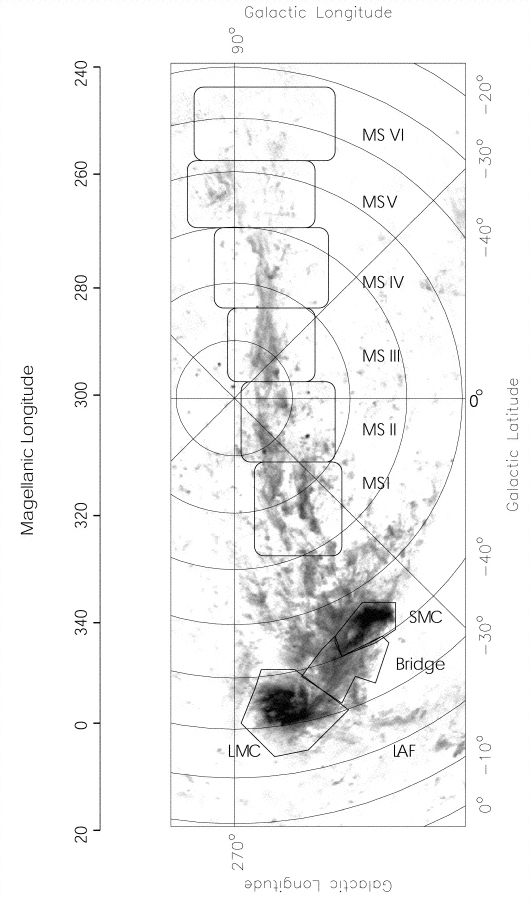 Galactic Longitude
90°
240
-20°
MS VI
-30°
260
MS V
-40°
280
MS IV
MS III
300
0°
MS II
Magellanic Longitude
Galactic Latitude
MS I
320
-40°
340
SMC
-30°
Bridge
0
LMC
LAF
-10°
0°
20
270°
Galactic Longitude